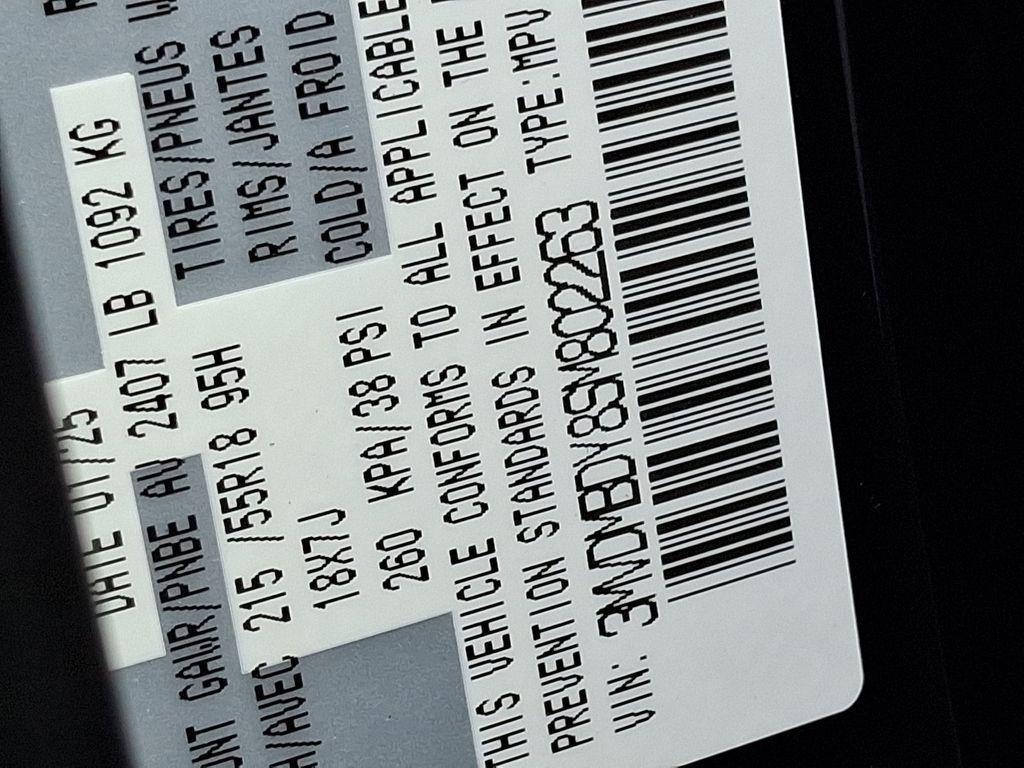 DATE
UNT GAWR/PNBE AV 2407 LB 1092 KG
H/AVEC 215 /55R18 95H TIRES/PNEUS
18X7J RIMS/JANTES
260 KPA/38 PSI COLD/A FROID
THIS VEHICLE CONFORMS TO ALL APPLICABLE
PREVENTION STANDARDS IN EFFECT ON THE
VIN: 3MVDMBDY8SM802263 TYPE:MPV